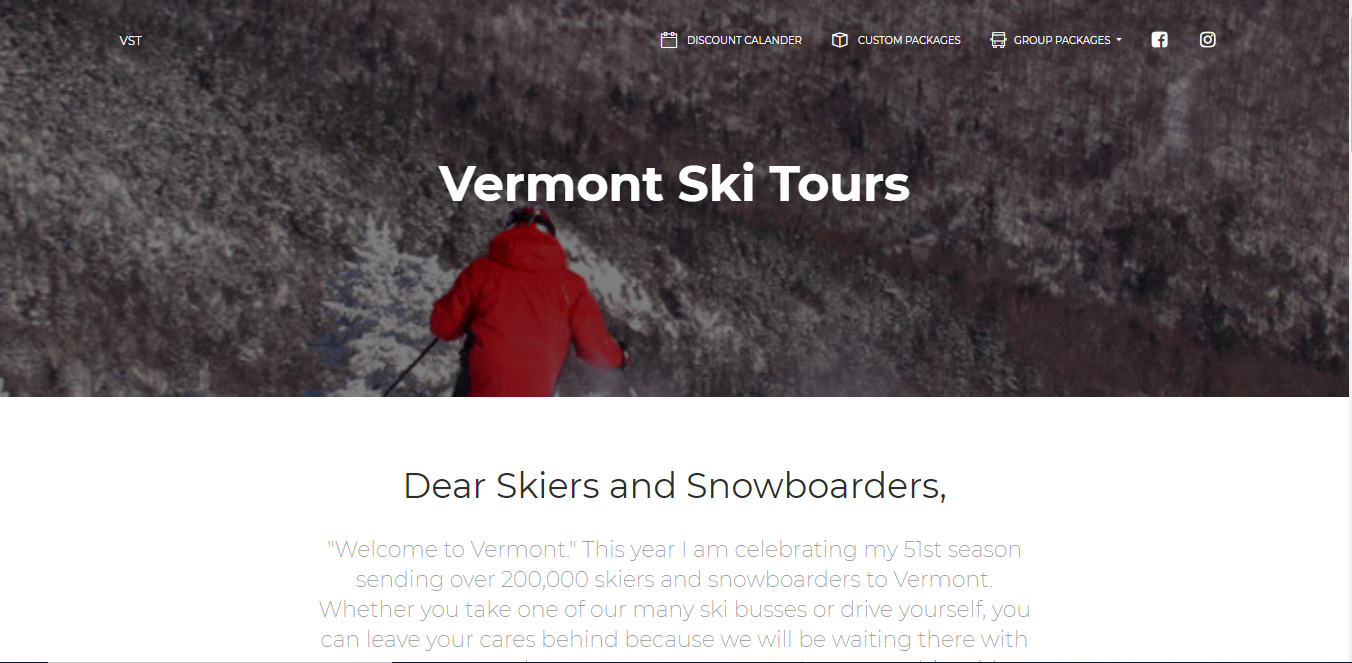 VST
DISCOUNT CALANDER
CUSTOM PACKAGES
GROUP PACKAGES
Vermont Ski Tours
Dear Skiers and Snowboarders,
"Welcome to Vermont." This year I am celebrating my 51st season
sending over 200,000 skiers and snowboarders to Vermont.
Whether you take one of our many ski busses or drive yourself, you
can leave your cares behind because we will be waiting there with